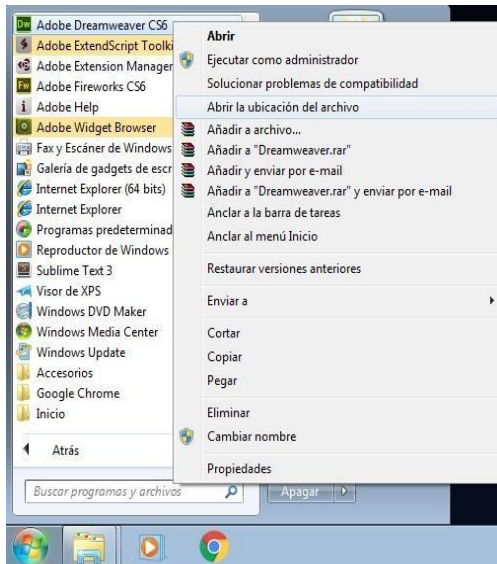 Adobe Dreamweaver CS6
Adobe ExtendScript Toolki
Adobe Extension Manager
Adobe Fireworks CS6
Adobe Help
Adobe Widget Browser
Fax y Escáner de Windows
Galería de gadgets de escr
Internet Explorer (64 bits)
Internet Explorer
Programas predeterminad
Reproductor de Windows
Sublime Text 3
Visor de XPS
Windows DVD Maker
Windows Media Center
Windows Update
Accesorios
Google Chrome
Inicio
Atrás
Buscar programas y archivos
Apagar
Abrir
Ejecutar como administrador
Solucionar problemas de compatibilidad
Abrir la ubicación del archivo
Añadir a archivo...
Añadir a "Dreamweaver.rar"
Añadir y enviar por e-mail
Añadir a "Dreamweaver.rar" y enviar por e-mail
Anclar a la barra de tareas
Anclar al menú Inicio
Restaurar versiones anteriores
Enviar a
Cortar
Copiar
Pegar
Eliminar
Cambiar nombre
Propiedades